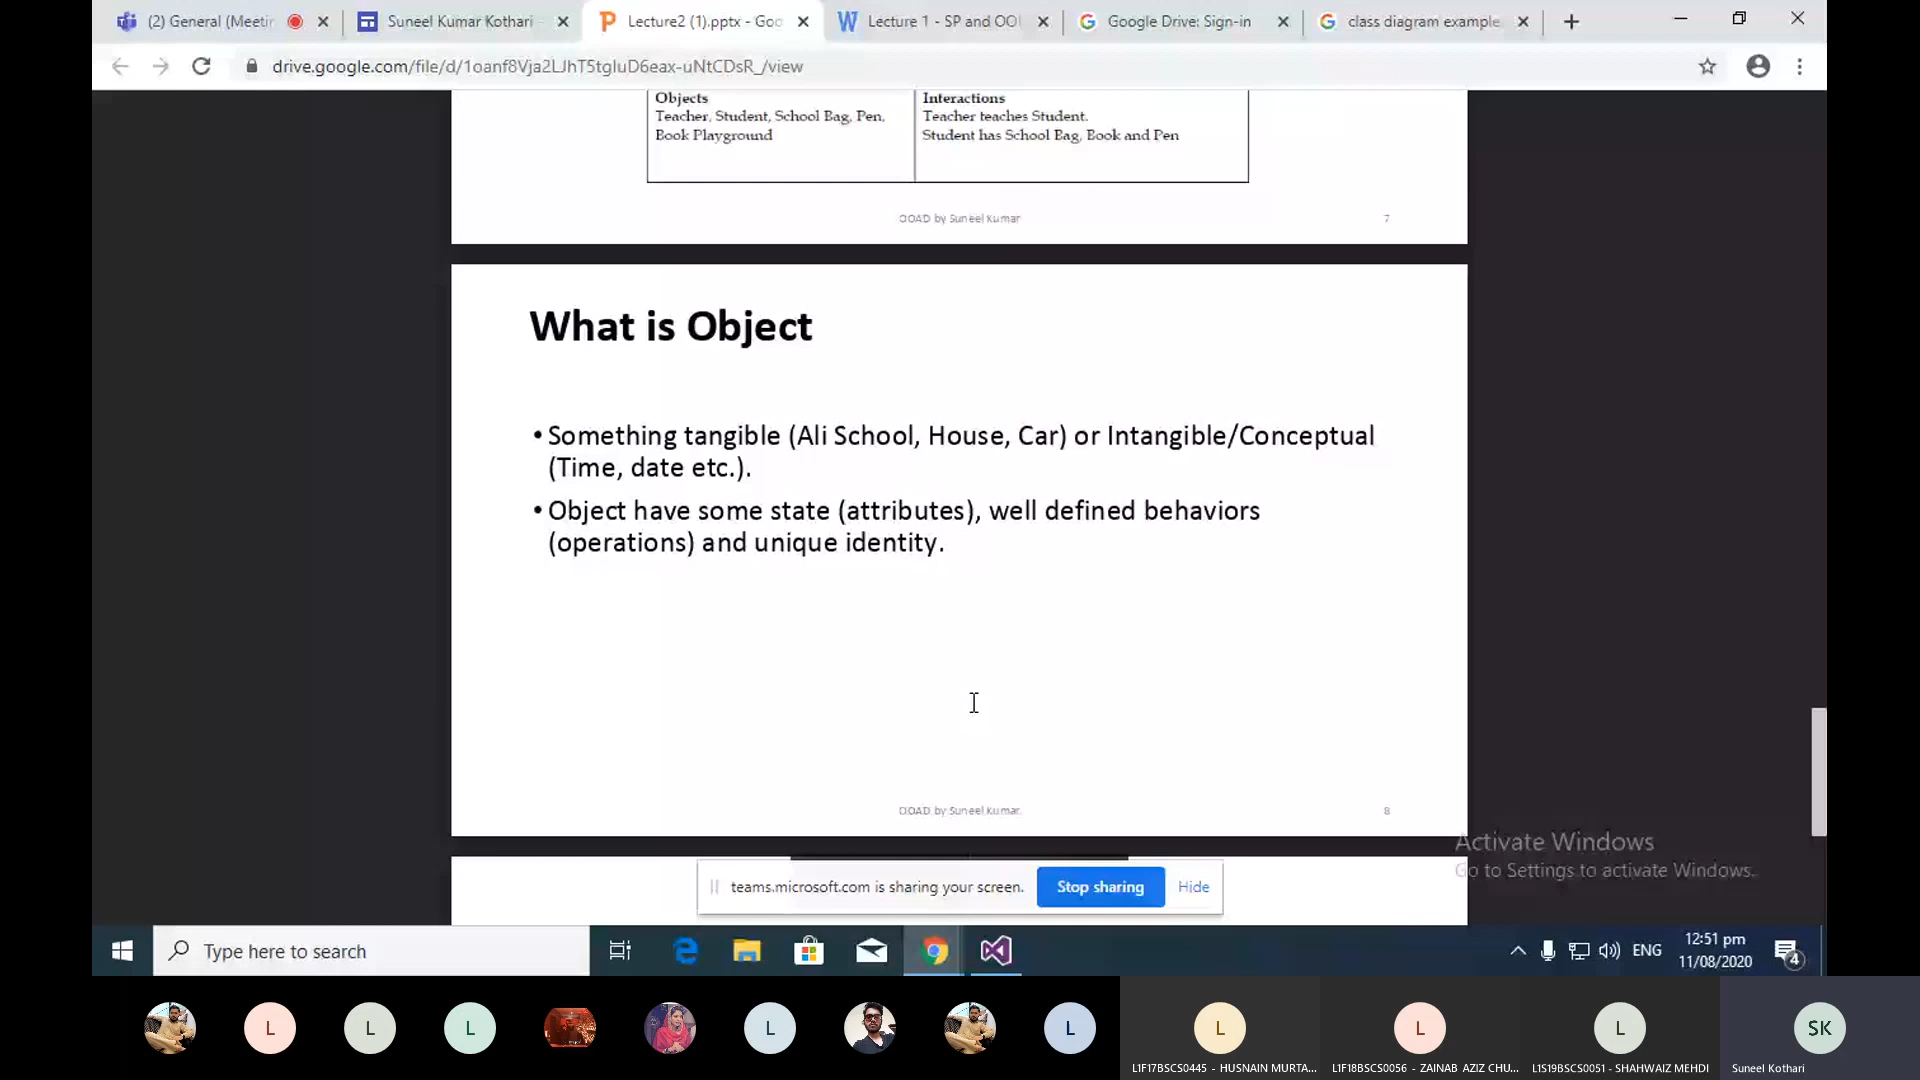 (2) General (Meetir
Suneel Kumar Kothari
Lecture2 (1).pptx - Goo
Lecture 1 - SP and OO
Google Drive: Sign-in
class diagram example
drive.google.com/file/d/1oanf8Vja2LJhT5tgIuD6eax-uNtCDsR_/view
Objects
Teacher, Student, School Bag, Pen,
Book Playground
Interactions
Teacher teaches Student.
Student has School Bag, Book and Pen
OOAD by Suneel Kumar
7
What is Object
• Something tangible (Ali School, House, Car) or Intangible/Conceptual
(Time, date etc.).
• Object have some state (attributes), well defined behaviors
(operations) and unique identity.
OOAD by Suneel Kumar
8
Activate Windows
Go to Settings to activate Windows.
teams.microsoft.com is sharing your screen.
Stop sharing
Hide
Type here to search
ENG
12:51 pm
11/08/2020
4
L
L
L
L
L
L
L
L
SK
L1F17BSCS0445 - HUSNAIN MURTA...
L1F18BSCS0056 - ZAINAB AZIZ CHU...
L1S19BSCS0051 - SHAHWAIZ MEHDI
Suneel Kothari